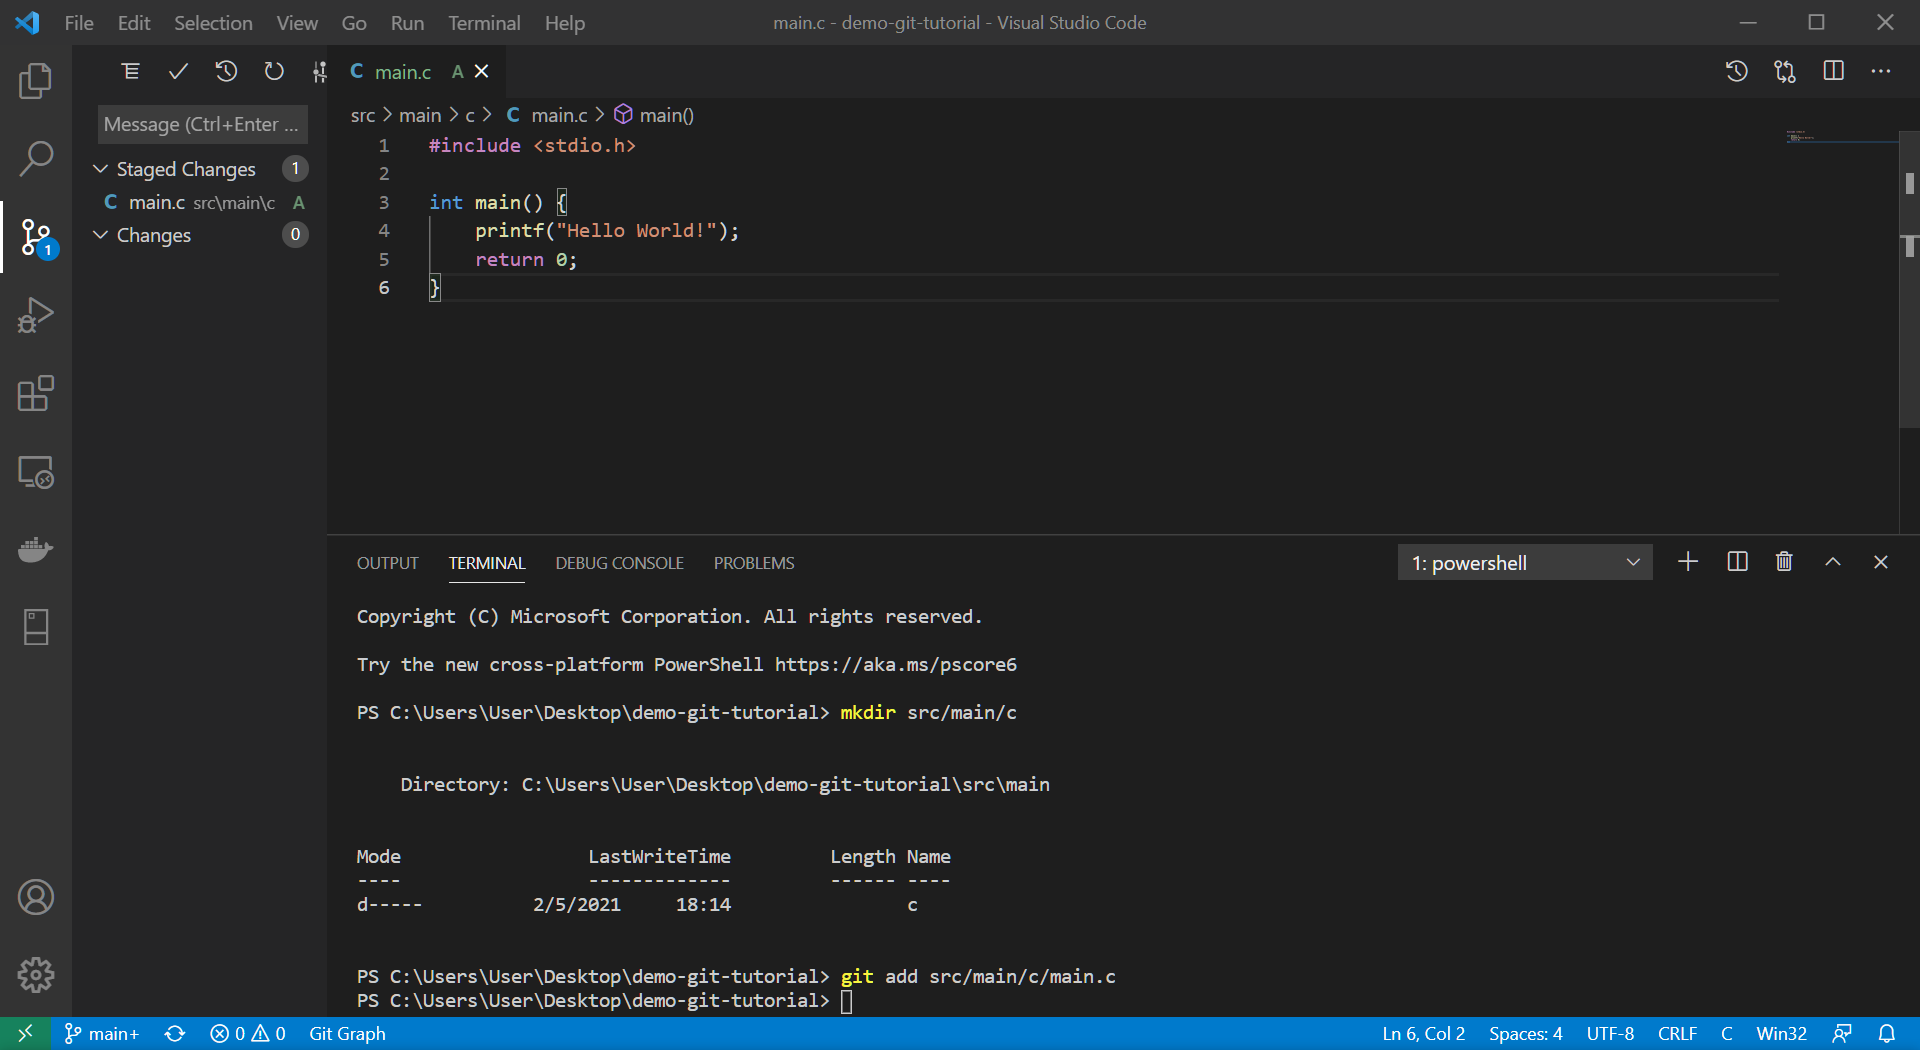 File Edit Selection View Go Run Terminal Help
main.c - demo-git-tutorial - Visual Studio Code
C main.c A
Message (Ctrl+Enter ...
Staged Changes 1
C main.c src\main\c A
Changes 0
1
src > main > c > C main.c > main()
1 #include <stdio.h>
2
3 int main() {
4 printf("Hello World!");
5 return 0;
6 }
OUTPUT TERMINAL DEBUG CONSOLE PROBLEMS
1: powershell
Copyright (C) Microsoft Corporation. All rights reserved.
Try the new cross-platform PowerShell https://aka.ms/pscore6
PS C:\Users\User\Desktop\demo-git-tutorial> mkdir src/main/c
Directory: C:\Users\User\Desktop\demo-git-tutorial\src\main
Mode LastWriteTime Length Name
---- ------------- ------ ----
d----- 2/5/2021 18:14 c
PS C:\Users\User\Desktop\demo-git-tutorial> git add src/main/c/main.c
PS C:\Users\User\Desktop\demo-git-tutorial>
main+ 0 0 Git Graph
Ln 6, Col 2 Spaces: 4 UTF-8 CRLF C Win32